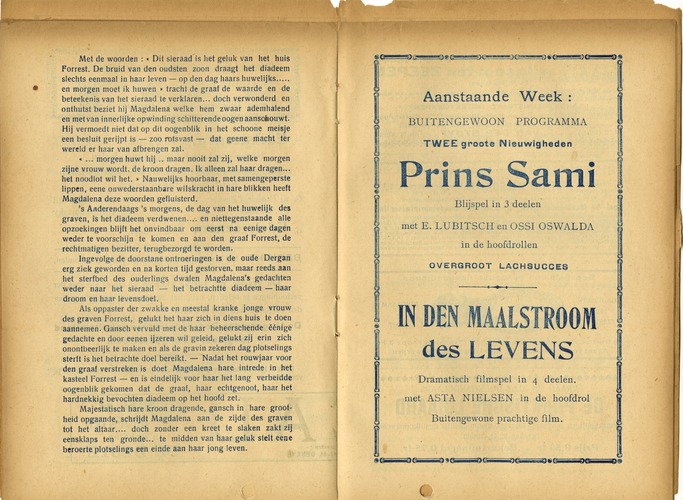 Met de woorden : « Dit sieraad is het geluk van het huis
Forrest. De bruid van den oudsten zoon draagt het diadeem
slechts eenmaal in haar leven — op den dag haars huwelijks.....
en morgen moet ik huwen » tracht de graaf de waarde en de
beteekenis van het sieraad te verklaren... doch verwonderd en
onthutst beziet hij Magdalena welke hem zwaar ademhalend
en met van innerlijke opwinding schitterende oogen aanschouwt.
Hij vermoedt niet dat op dit oogenblik in het schoone meisje
een besluit gerijpt is — zoo rotsvast — dat geene macht ter
wereld er haar van afbrengen zal.
« ... morgen huwt hij .. maar nooit zal zij, welke morgen
zijne vrouw wordt. de kroon dragen. Ik alleen zal haar dragen...
het noodlot wil het. » Nauwelijks hoorbaar, met samengeperste
lippen, eene onwederstaanbare wilskracht in hare blikken heeft
Magdalena deze woorden gefluisterd.
's Anderendaags 's morgens, de dag van het huwelijk des
graven, is het diadeem verdwenen.... en niettegenstaande alle
opzoekingen blijft het onvindbaar om eerst na eenige dagen
weder te voorschijn te komen en aan den graaf Forrest, de
rechtmatigen bezitter, terugbezorgd te worden.
Ingevolge de doorstane ontroeringen is de oude Dergan
erg ziek geworden en na korten tijd gestorven, maar reeds aan
het sterfbed des ouderlings dwalen Magdalena's gedachten
weder naar het sieraad — het betrachtte diadeem — haar
droom en haar levensdoel.
Als oppaster der zwakke en meestal kranke jonge vrouw
des graven Forrest, gelukt het haar zich in diens huis te doen
aannemen. Gansch vervuld met de haar beheerschende éénige
gedachte en door eenen ijzeren wil geleid, gelukt zij erin zich
onontbeerlijk te maken en als de gravin zekeren dag plotselings
sterft is het betrachte doel bereikt. — Nadat het rouwjaar voor
den graaf verstreken is doet Magdalena hare intrede in het
kasteel Forrest — en is eindelijk voor haar het lang verbeidde
oogenblik gekomen dat de graaf, haar echtgenoot, haar het
hardnekkig bevochten diadeem op het hoofd zet.
Majestatisch hare kroon dragende, gansch in hare groot-
heid opgaande, schrijdt Magdalena aan de zijde des graven
tot het altaar.... doch zonder een kreet te slaken zakt zij
eensklaps ten gronde... te midden van haar geluk stelt eene
beroerte plotselings een einde aan haar jong leven.
Aanstaande Week :
BUITENGEWOON PROGRAMMA
TWEE groote Nieuwigheden
Prins Sami
Blijspel in 3 deelen
met E. LUBITSCH en OSSI OSWALDA
in de hoofdrollen
OVERGROOT LACHSUCCES
IN DEN MAALSTROOM
des LEVENS
Dramatisch filmspel in 4 deelen.
met ASTA NIELSEN in de hoofdrol
Buitengewone prachtige film.